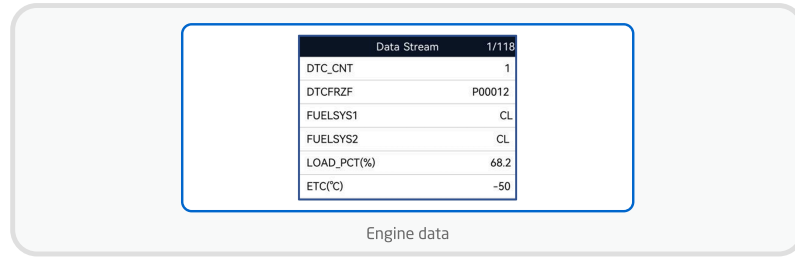 Data Stream 1/118
DTC_CNT 1
DTCFRZF P00012
FUELSYS1 CL
FUELSYS2 CL
LOAD_PCT(%) 68.2
ETC(℃) -50
Engine data